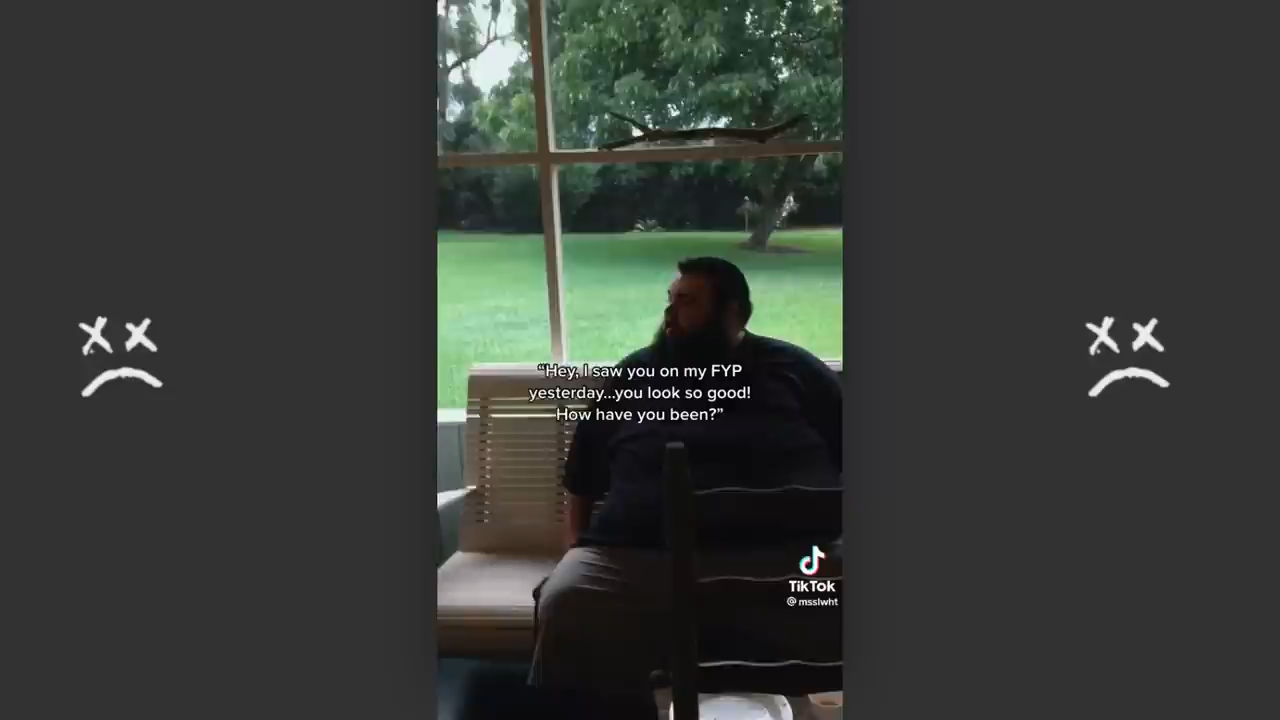 “Hey, I saw you on my FYP
yesterday...you look so good!
How have you been?”
TikTok
@ msslwht